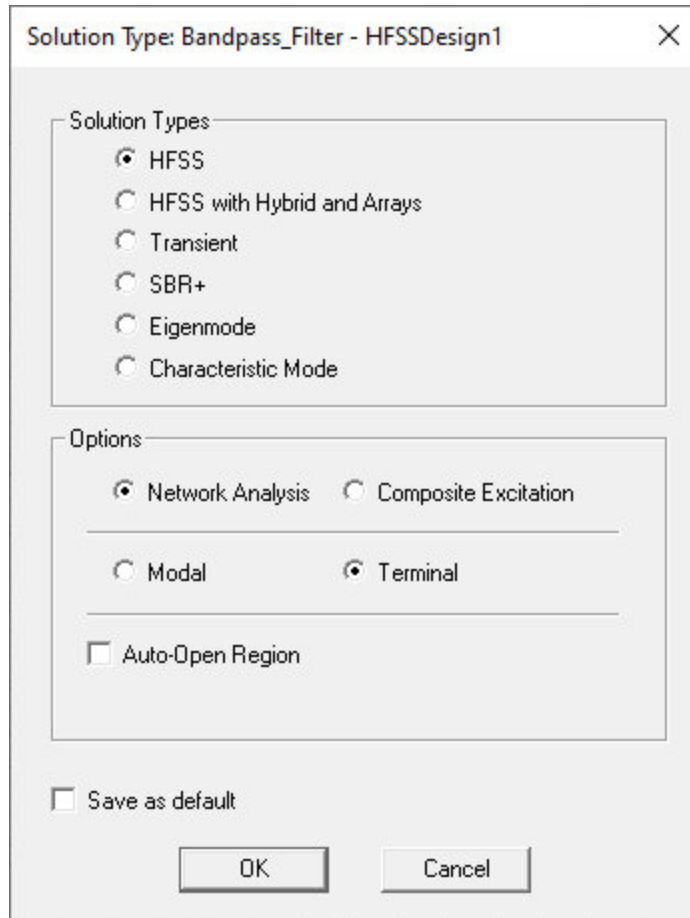 Solution Type: Bandpass_Filter - HFSSDesign1
Solution Types
HFSS
HFSS with Hybrid and Arrays
Transient
SBR+
Eigenmode
Characteristic Mode
Options
Network Analysis Composite Excitation
Modal Terminal
Auto-Open Region
Save as default
OK Cancel